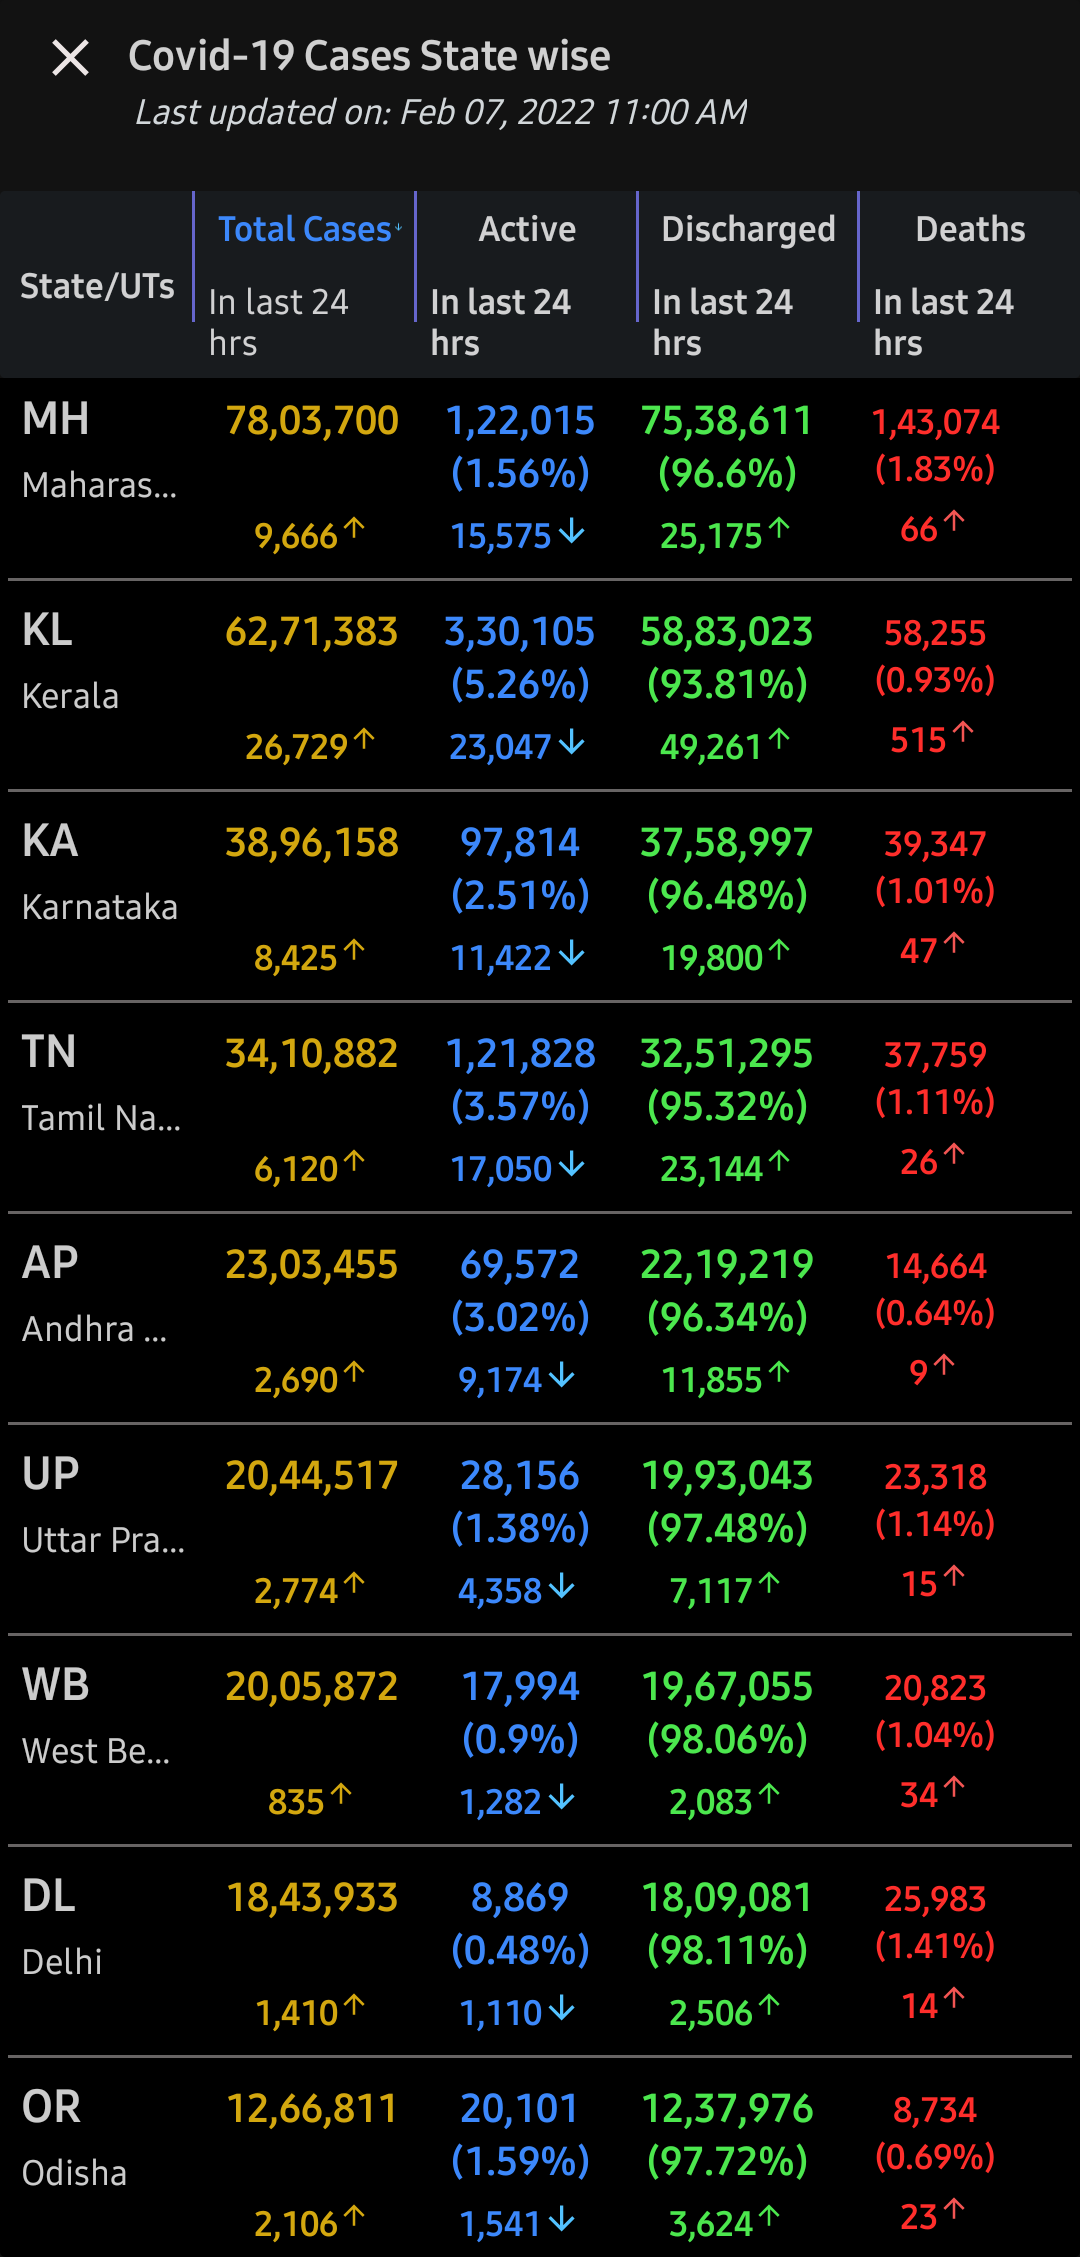 Covid-19 Cases State wise
Last updated on: Feb 07, 2022 11:00 AM
State/UTs
Total Cases↓ Active Discharged Deaths
In last 24 hrs In last 24 hrs In last 24 hrs In last 24 hrs
MH 78,03,700 1,22,015 75,38,611 1,43,074
(1.56%) (96.6%) (1.83%)
Maharas...
9,666↑ 15,575↓ 25,175↑ 66↑
KL 62,71,383 3,30,105 58,83,023 58,255
(5.26%) (93.81%) (0.93%)
Kerala
26,729↑ 23,047↓ 49,261↑ 515↑
KA 38,96,158 97,814 37,58,997 39,347
(2.51%) (96.48%) (1.01%)
Karnataka
8,425↑ 11,422↓ 19,800↑ 47↑
TN 34,10,882 1,21,828 32,51,295 37,759
(3.57%) (95.32%) (1.11%)
Tamil Na...
6,120↑ 17,050↓ 23,144↑ 26↑
AP 23,03,455 69,572 22,19,219 14,664
(3.02%) (96.34%) (0.64%)
Andhra ...
2,690↑ 9,174↓ 11,855↑ 9↑
UP 20,44,517 28,156 19,93,043 23,318
(1.38%) (97.48%) (1.14%)
Uttar Pra...
2,774↑ 4,358↓ 7,117↑ 15↑
WB 20,05,872 17,994 19,67,055 20,823
(0.9%) (98.06%) (1.04%)
West Be...
835↑ 1,282↓ 2,083↑ 34↑
DL 18,43,933 8,869 18,09,081 25,983
(0.48%) (98.11%) (1.41%)
Delhi
1,410↑ 1,110↓ 2,506↑ 14↑
OR 12,66,811 20,101 12,37,976 8,734
(1.59%) (97.72%) (0.69%)
Odisha
2,106↑ 1,541↓ 3,624↑ 23↑